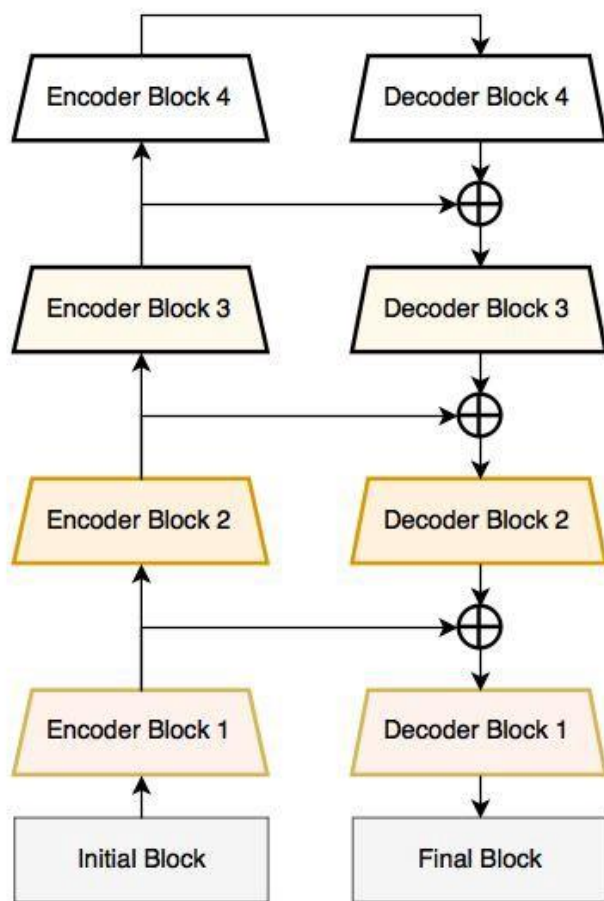 Encoder Block 4
Decoder Block 4
Encoder Block 3
Decoder Block 3
Encoder Block 2
Decoder Block 2
Encoder Block 1
Decoder Block 1
Initial Block
Final Block